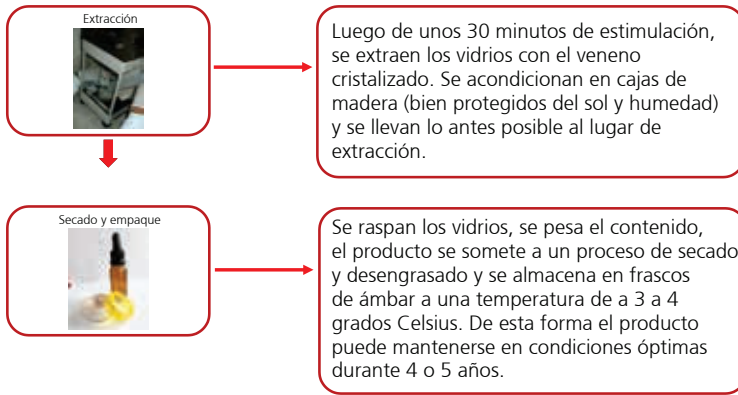 Extracción
Luego de unos 30 minutos de estimulación,
se extraen los vidrios con el veneno
cristalizado. Se acondicionan en cajas de
madera (bien protegidos del sol y humedad)
y se llevan lo antes posible al lugar de
extracción.
Secado y empaque
Se raspan los vidrios, se pesa el contenido,
el producto se somete a un proceso de secado
y desengrasado y se almacena en frascos
de ámbar a una temperatura de a 3 a 4
grados Celsius. De esta forma el producto
puede mantenerse en condiciones óptimas
durante 4 o 5 años.